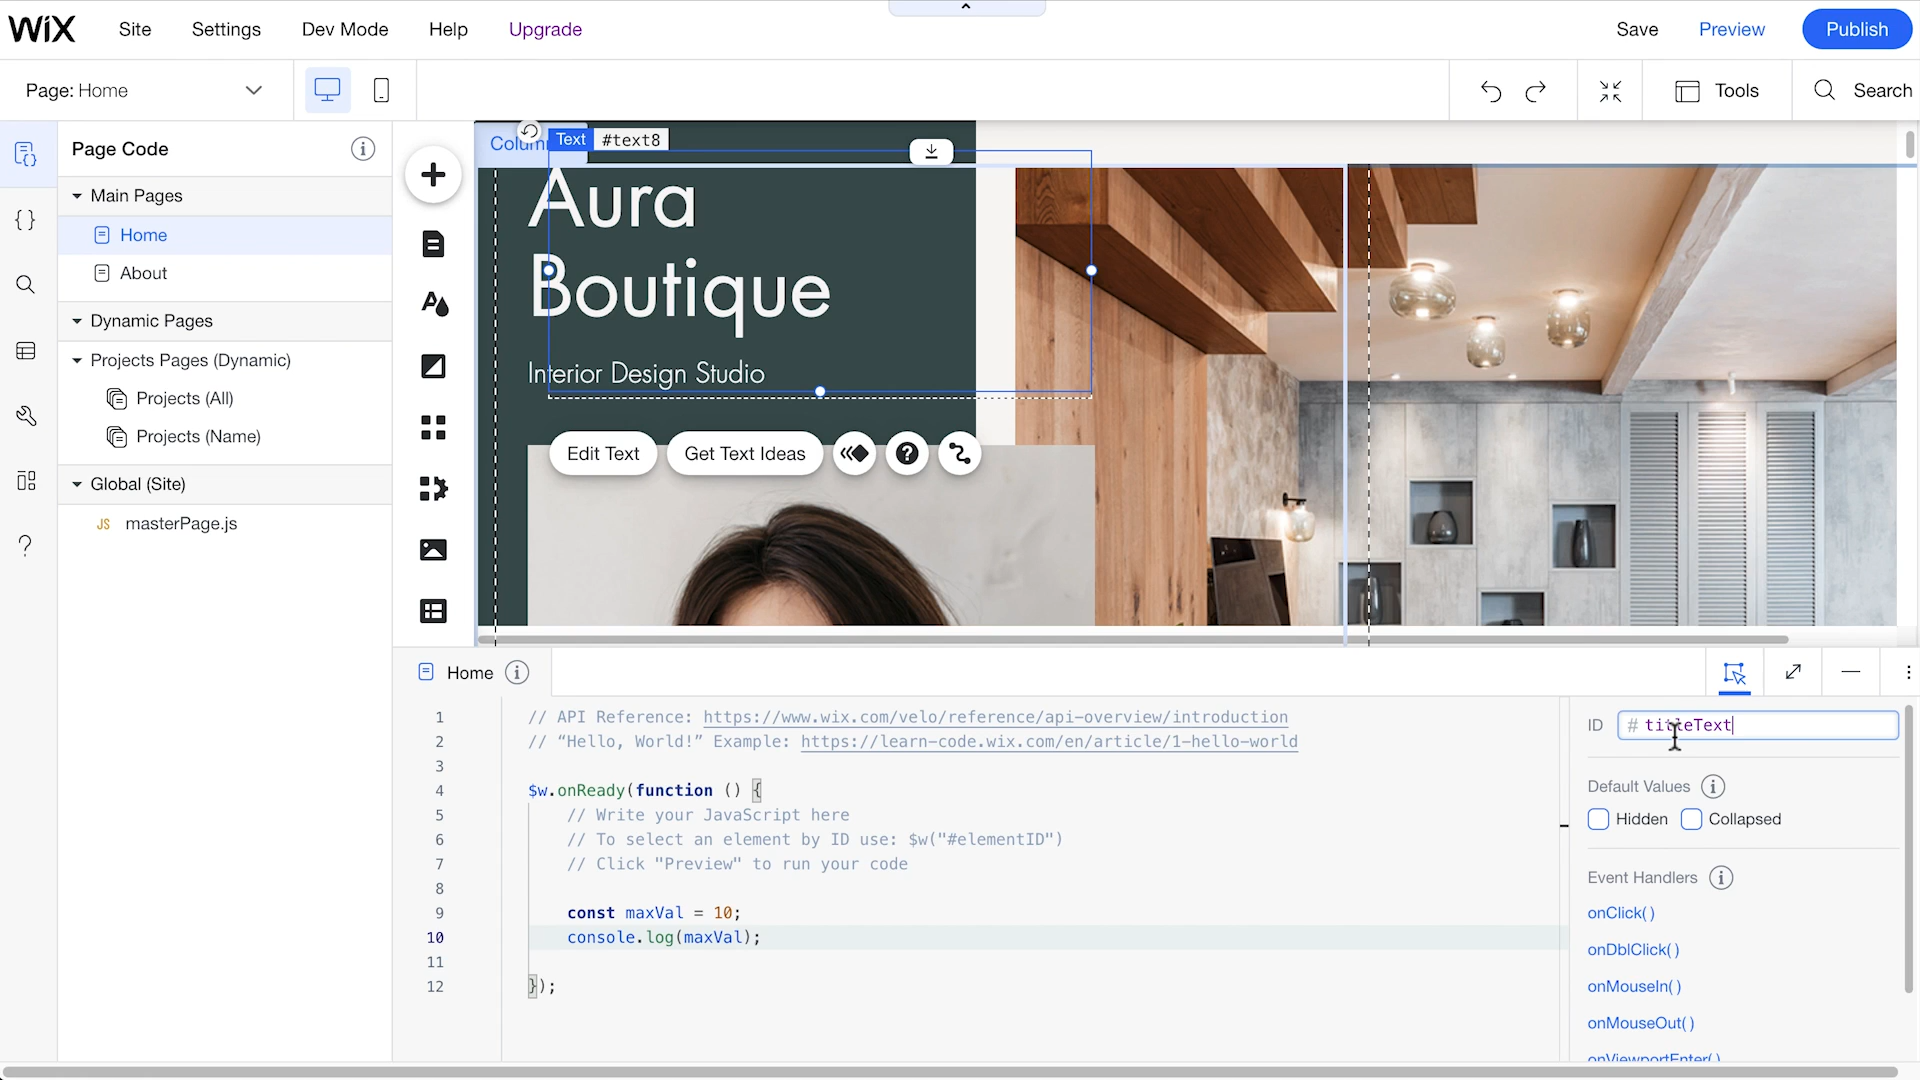 WiX
Site
Settings
Dev Mode
Help
Upgrade
Save
Preview
Publish
Page: Home
Tools
Search
Page Code
Main Pages
Home
About
Dynamic Pages
Projects Pages (Dynamic)
Projects (All)
Projects (Name)
Global (Site)
JS masterPage.js
Text #text8
Aura
Boutique
Interior Design Studio
Edit Text
Get Text Ideas
Home
1 // API Reference: https://www.wix.com/velo/reference/api-overview/introduction
2 // “Hello, World!” Example: https://learn-code.wix.com/en/article/1-hello-world
3
4 $w.onReady(function () {
5 // Write your JavaScript here
6 // To select an element by ID use: $w("#elementID")
7 // Click "Preview" to run your code
8
9 const maxVal = 10;
10 console.log(maxVal);
11
12 });
ID # titleText
Default Values
Hidden
Collapsed
Event Handlers
onClick( )
onDblClick( )
onMouseIn( )
onMouseOut( )
onViewportEnter( )